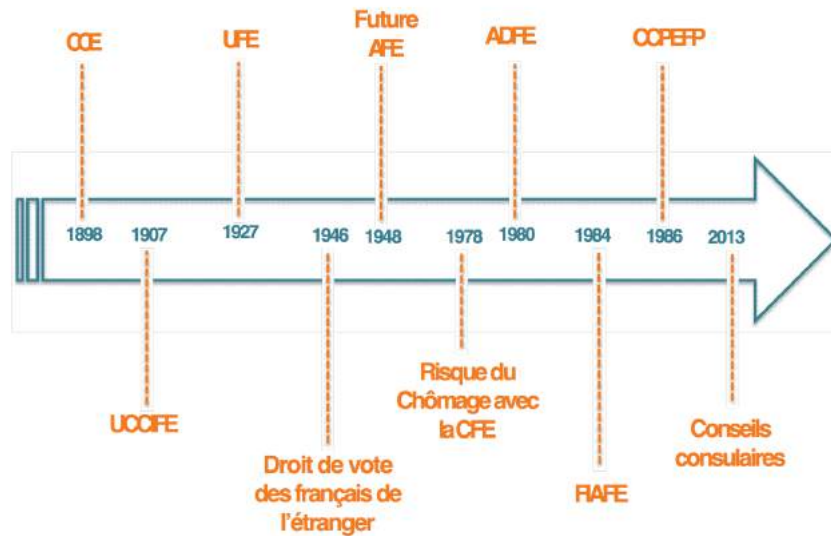 Future
CCE
UFE
AFE
ADFE
CCPEFP
1898
1907
1927
1946
1948
1978
1980
1984
1986
2013
Risque du
Chômage avec
la CFE
UCCIFE
Conseils
consulaires
Droit de vote
des français de
l'étranger
FIAFE